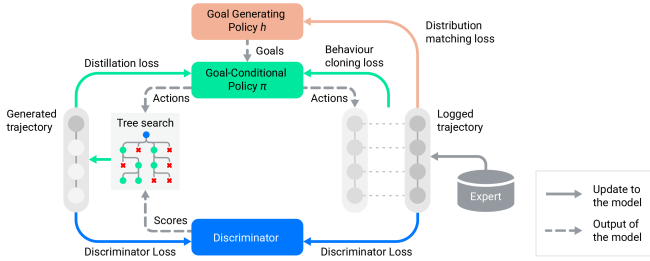 Goal Generating
Policy h
Distribution
matching loss
Goals
Distillation loss
Behaviour
cloning loss
Goal-Conditional
Policy π
Actions
Actions
Generated
trajectory
Tree search
Logged
trajectory
Expert
Update to
the model
Scores
Output of
the model
Discriminator
Discriminator Loss
Discriminator Loss